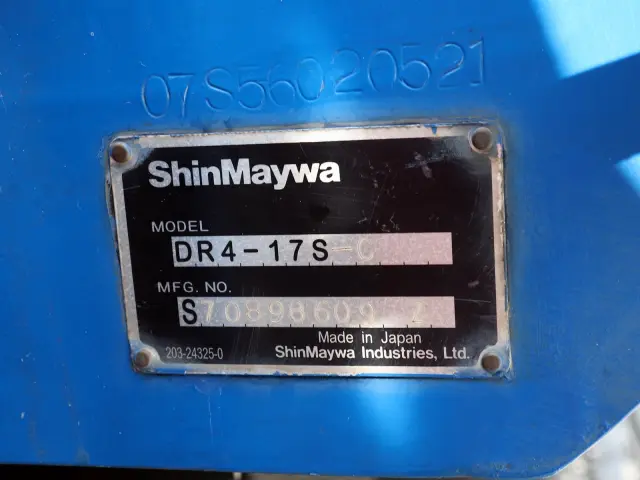 07S56020521
ShinMaywa
MODEL
DR4-17S
MFG. NO.
Made in Japan
203-24325-0
ShinMaywa Industries, Ltd.